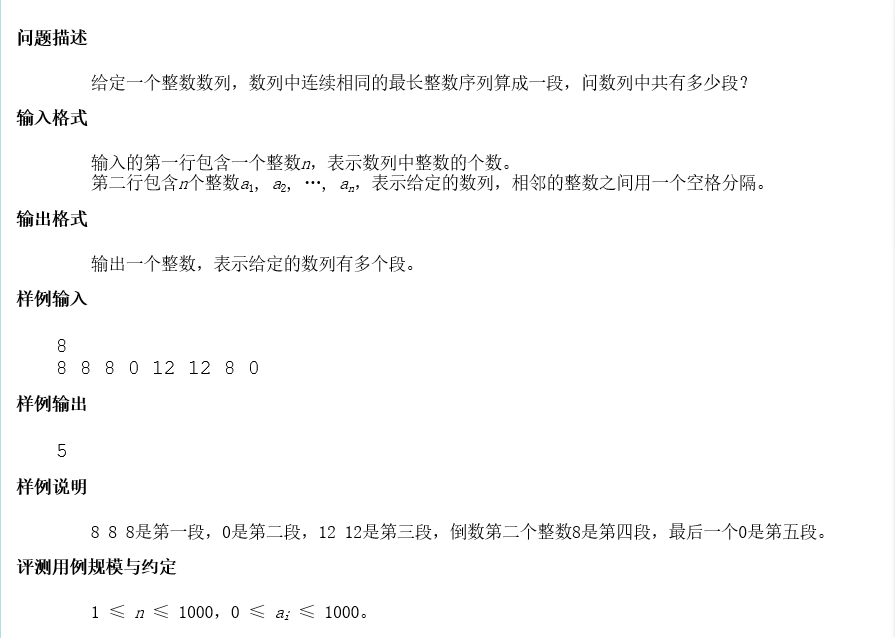 问题描述
给定一个整数数列，数列中连续相同的最长整数序列算成一段，问数列中共有多少段？
输入格式
输入的第一行包含一个整数n，表示数列中整数的个数。
第二行包含n个整数a1, a2, …, an，表示给定的数列，相邻的整数之间用一个空格分隔。
输出格式
输出一个整数，表示给定的数列有多个段。
样例输入
8
8 8 8 0 12 12 8 0
样例输出
5
样例说明
8 8 8是第一段，0是第二段，12 12是第三段，倒数第二个整数8是第四段，最后一个0是第五段。
评测用例规模与约定
1 ≤ n ≤ 1000，0 ≤ ai ≤ 1000。